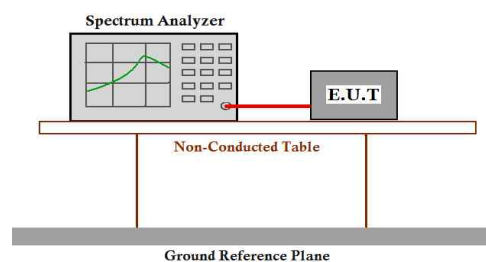 Spectrum Analyzer
E.U.T
Non-Conducted Table
Ground Reference Plane